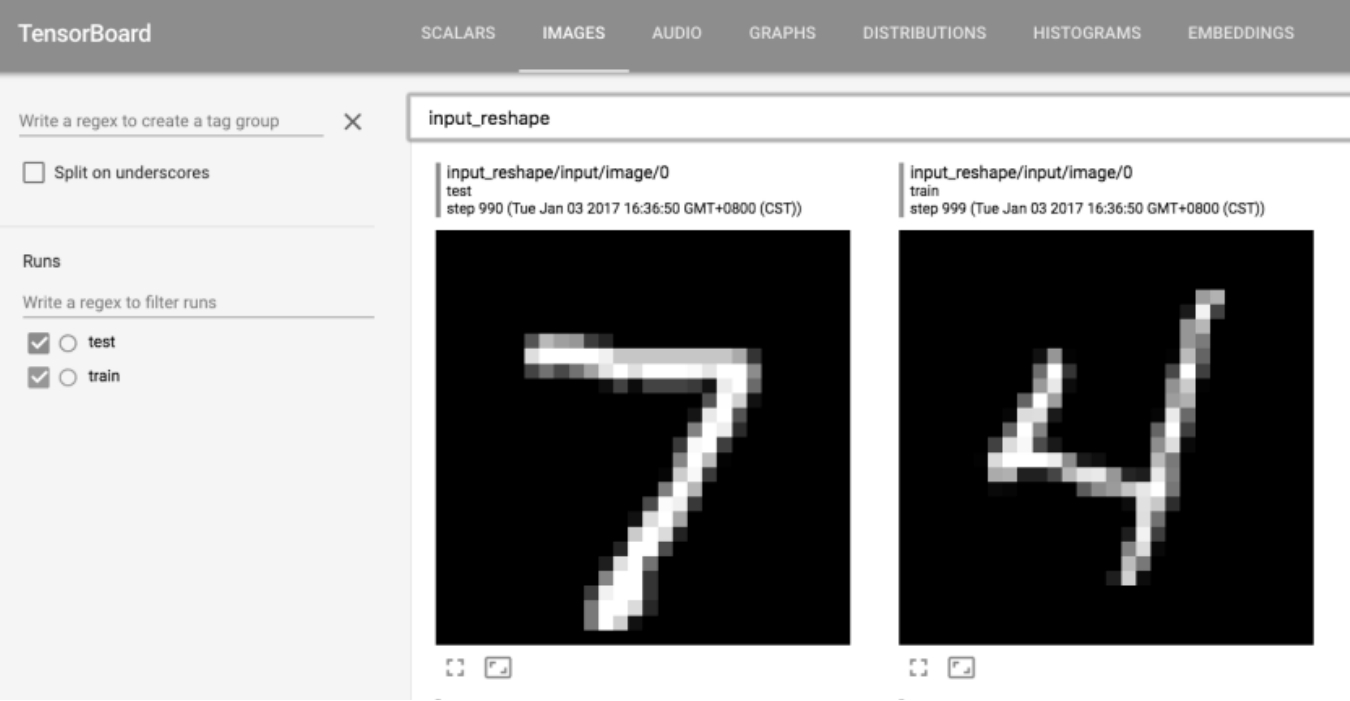 TensorBoard
SCALARS IMAGES AUDIO GRAPHS DISTRIBUTIONS HISTOGRAMS EMBEDDINGS
Write a regex to create a tag group
Split on underscores
Runs
Write a regex to filter runs
test
train
input_reshape
input_reshape/input/image/0
test
step 990 (Tue Jan 03 2017 16:36:50 GMT+0800 (CST))
7
input_reshape/input/image/0
train
step 999 (Tue Jan 03 2017 16:36:50 GMT+0800 (CST))
4